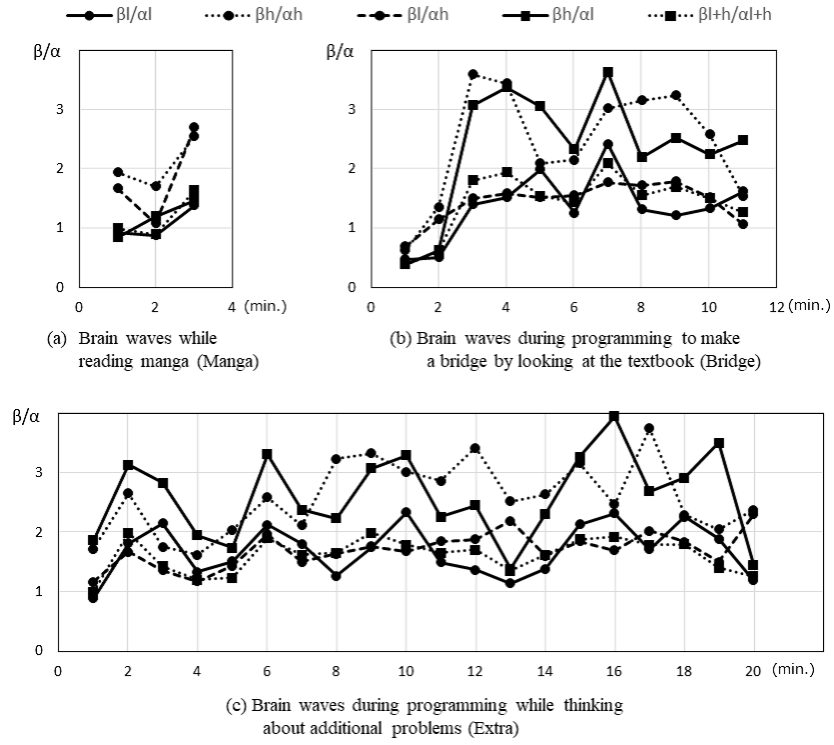 βl/αl βh/αh βl/αh βh/αl βl+h/αl+h
β/α
3
2
1
0
0 2 4 (min.)
(a) Brain waves while
reading manga (Manga)
β/α
3
2
1
0
0 2 4 6 8 10 12 (min.)
(b) Brain waves during programming to make
a bridge by looking at the textbook (Bridge)
β/α
3
2
1
0
0 2 4 6 8 10 12 14 16 18 20 (min.)
(c) Brain waves during programming while thinking
about additional problems (Extra)